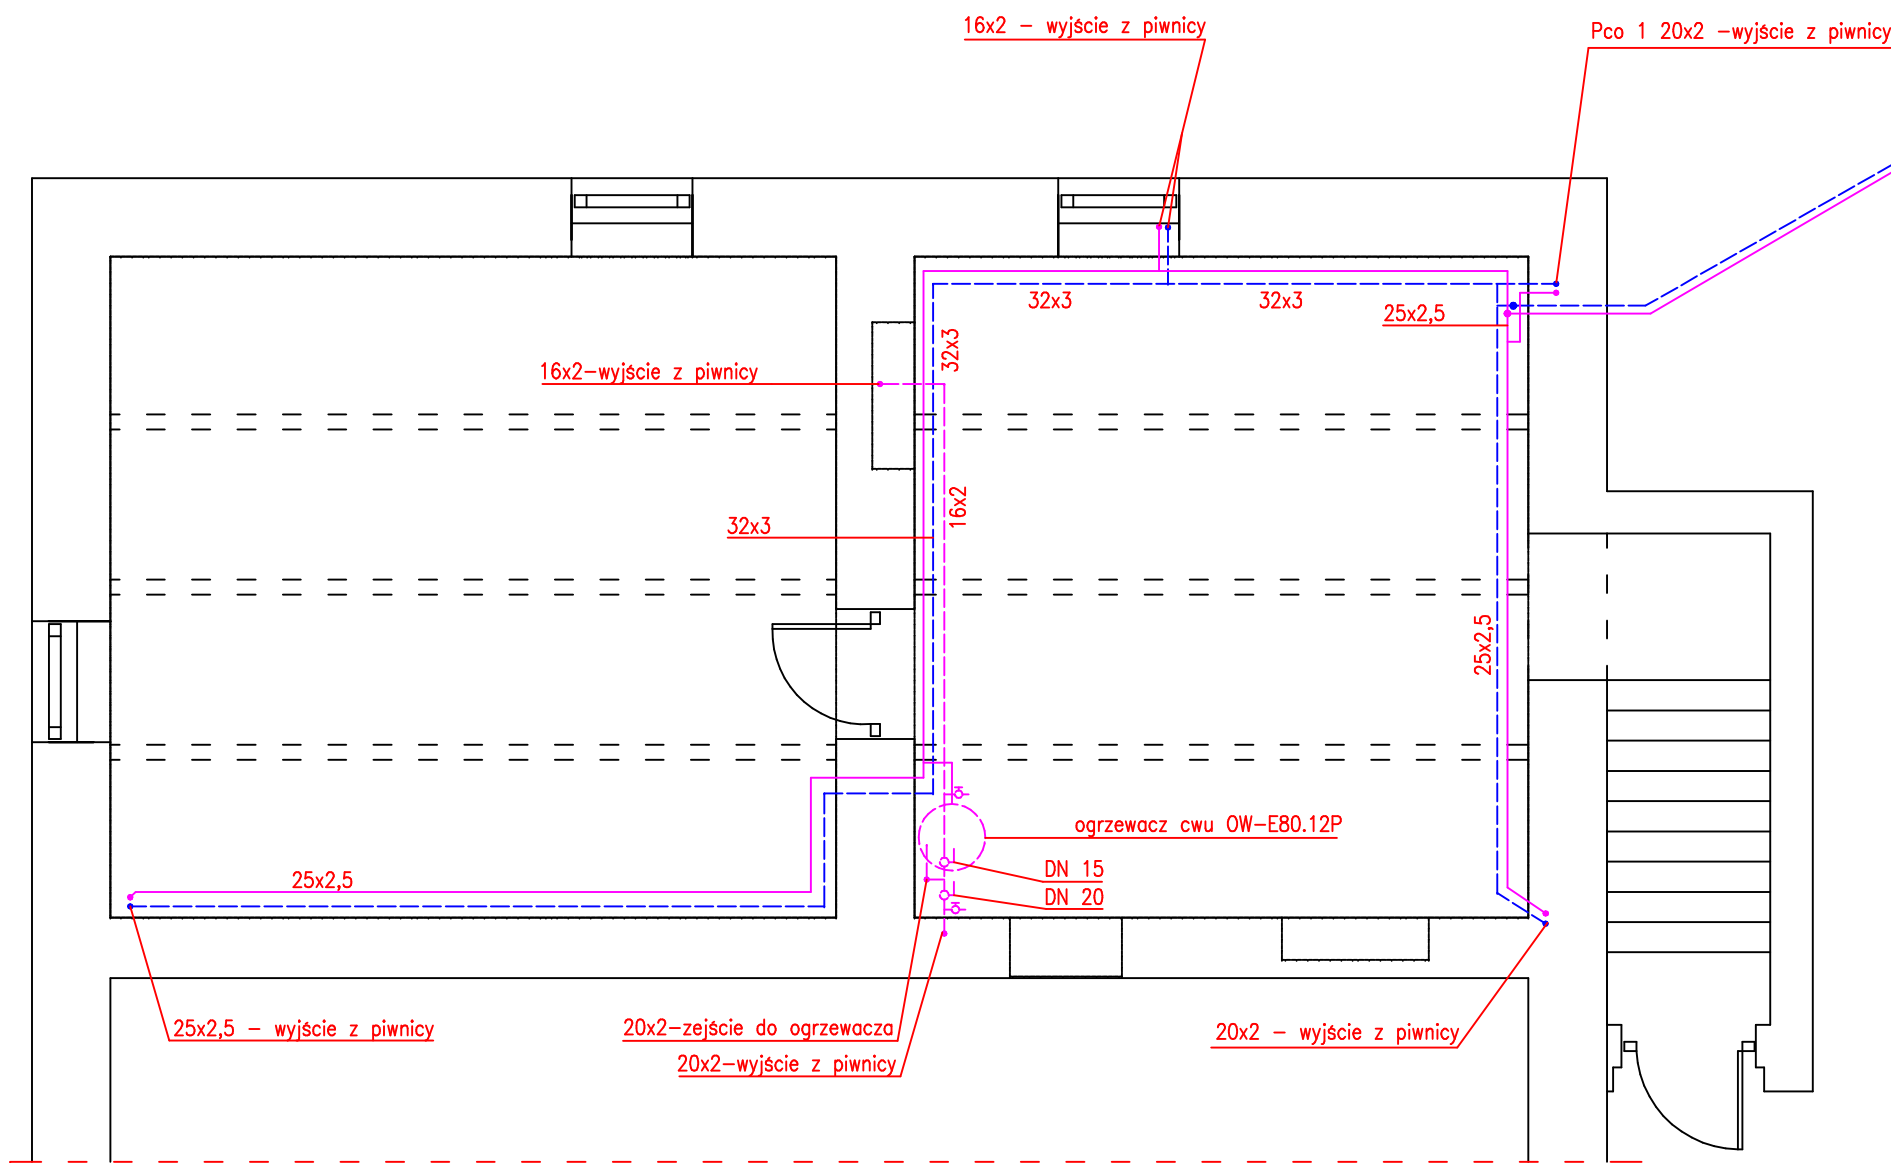 16x2 – wyjście z piwnicy
Pco 1 20x2 –wyjście z piwnicy
32x3
32x3
25x2,5
32x3
16x2–wyjście z piwnicy
16x2
32x3
25x2,5
ogrzewacz cwu OW–E80.12P
DN 15
DN 20
25x2,5
25x2,5 – wyjście z piwnicy
20x2–zejście do ogrzewacza
20x2–wyjście z piwnicy
20x2 – wyjście z piwnicy